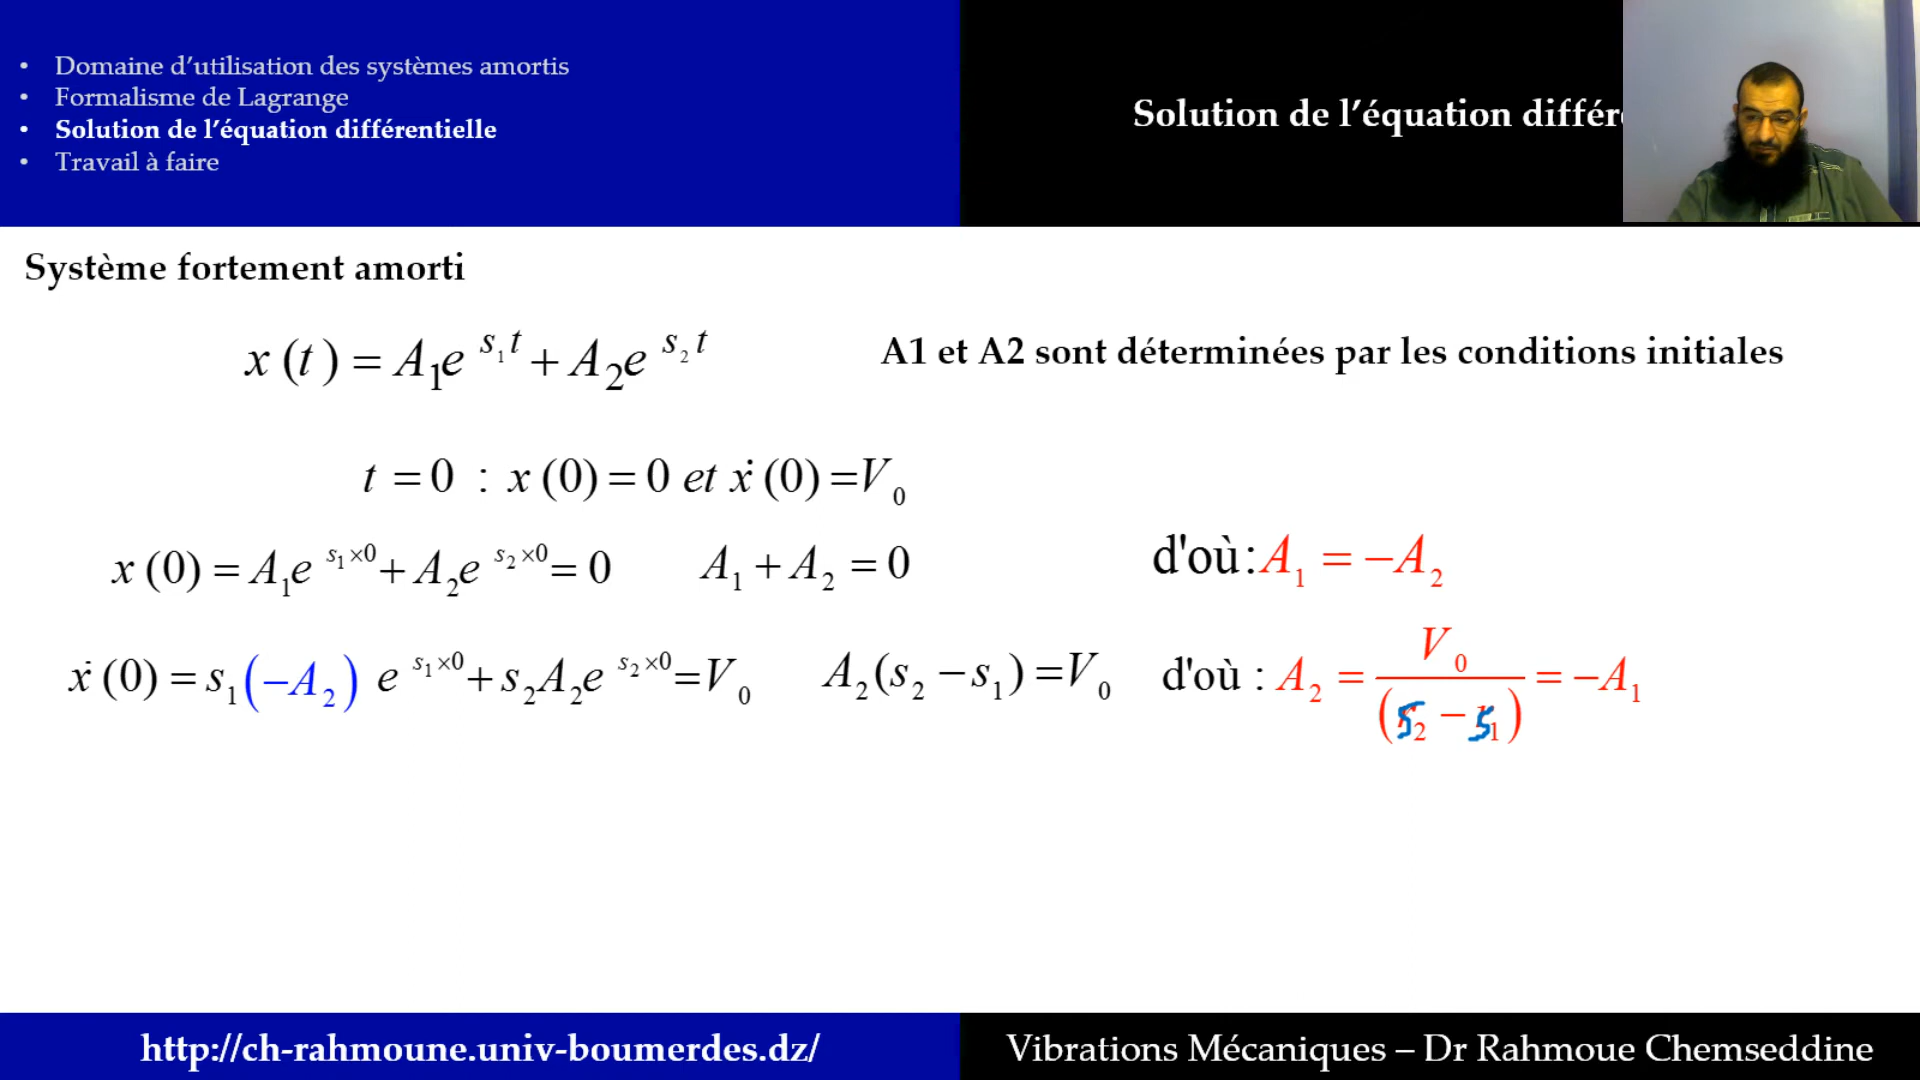 • Domaine d’utilisation des systèmes amortis
• Formalisme de Lagrange
• Solution de l’équation différentielle
• Travail à faire
Solution de l’équation différ
Système fortement amorti
x(t) = A₁e^{s₁t} + A₂e^{s₂t}
A1 et A2 sont déterminées par les conditions initiales
t = 0 : x(0) = 0 et ẋ(0) = V₀
x(0) = A₁e^{s₁×0} + A₂e^{s₂×0} = 0 A₁ + A₂ = 0 d'où: A₁ = −A₂
ẋ(0) = s₁(−A₂) e^{s₁×0} + s₂A₂e^{s₂×0} = V₀ A₂(s₂ − s₁) = V₀ d'où : A₂ = V₀/(s₂ − s₁) = −A₁
http://ch-rahmoune.univ-boumerdes.dz/
Vibrations Mécaniques – Dr Rahmoue Chemseddine